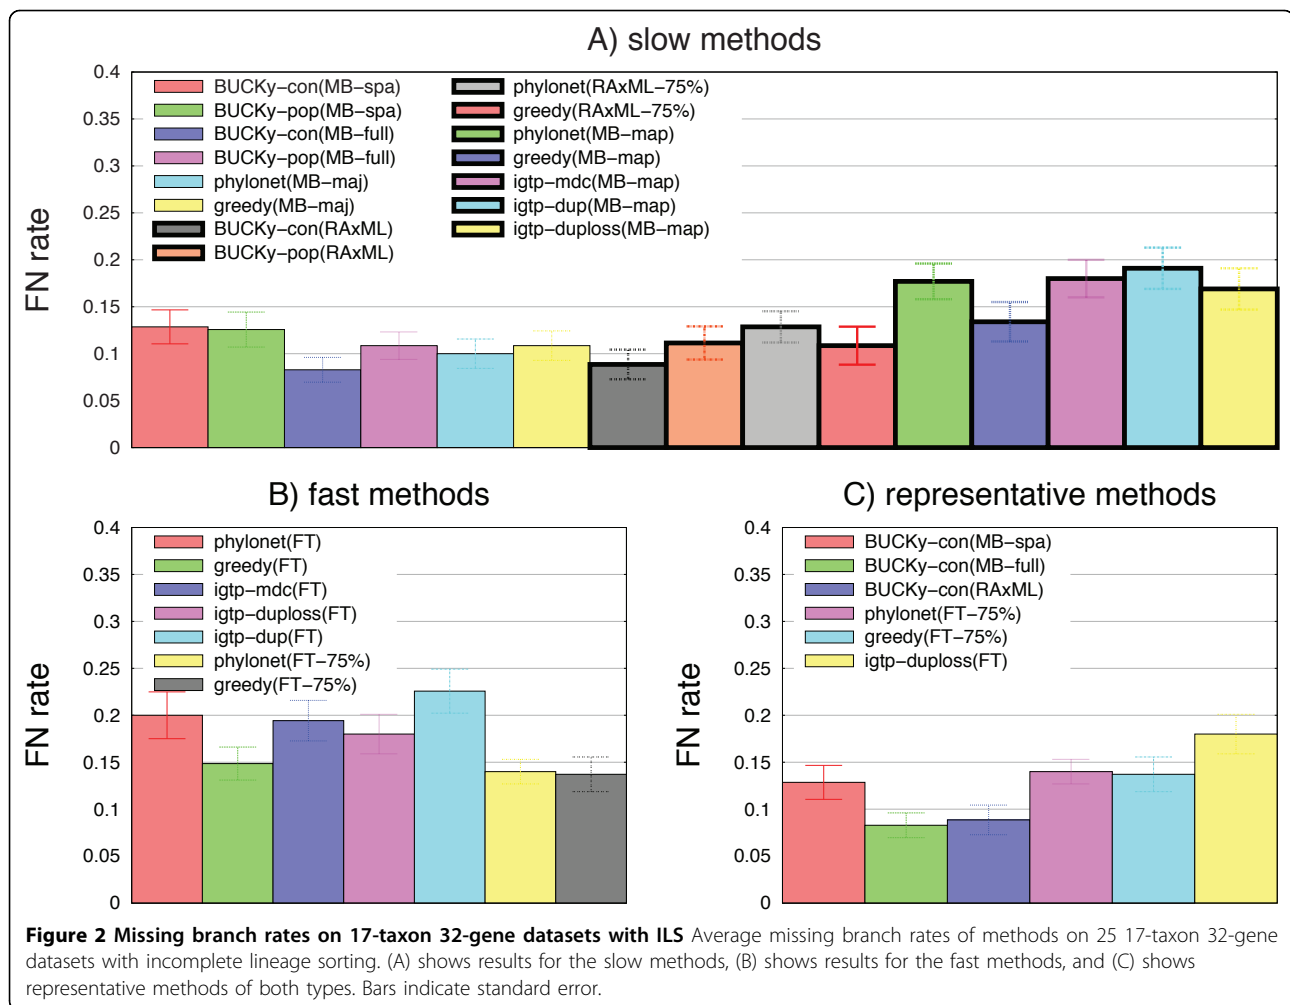 A) slow methods
0.4
0.35
0.3
0.25
0.2
0.15
0.1
0.05
0
FN rate
BUCKy-con(MB-spa)
BUCKy-pop(MB-spa)
BUCKy-con(MB-full)
BUCKy-pop(MB-full)
phylonet(MB-maj)
greedy(MB-maj)
BUCKy-con(RAxML)
BUCKy-pop(RAxML)
phylonet(RAxML-75%)
greedy(RAxML-75%)
phylonet(MB-map)
greedy(MB-map)
igtp-mdc(MB-map)
igtp-dup(MB-map)
igtp-duploss(MB-map)
B) fast methods
0.4
0.35
0.3
0.25
0.2
0.15
0.1
0.05
0
FN rate
phylonet(FT)
greedy(FT)
igtp-mdc(FT)
igtp-duploss(FT)
igtp-dup(FT)
phylonet(FT-75%)
greedy(FT-75%)
C) representative methods
0.4
0.35
0.3
0.25
0.2
0.15
0.1
0.05
0
FN rate
BUCKy-con(MB-spa)
BUCKy-con(MB-full)
BUCKy-con(RAxML)
phylonet(FT-75%)
greedy(FT-75%)
igtp-duploss(FT)
Figure 2 Missing branch rates on 17-taxon 32-gene datasets with ILS Average missing branch rates of methods on 25 17-taxon 32-gene
datasets with incomplete lineage sorting. (A) shows results for the slow methods, (B) shows results for the fast methods, and (C) shows
representative methods of both types. Bars indicate standard error.